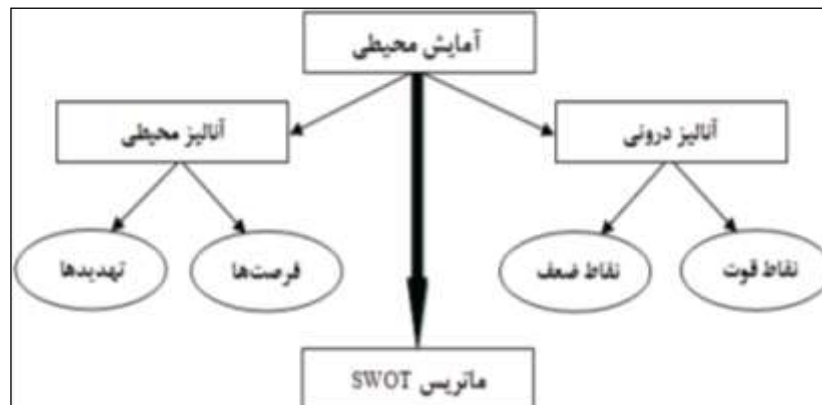 آمایش محیطی
آنالیز درونی
آنالیز محیطی
نقاط قوت
نقاط ضعف
فرصت‌ها
تهدیدها
ماتریس SWOT